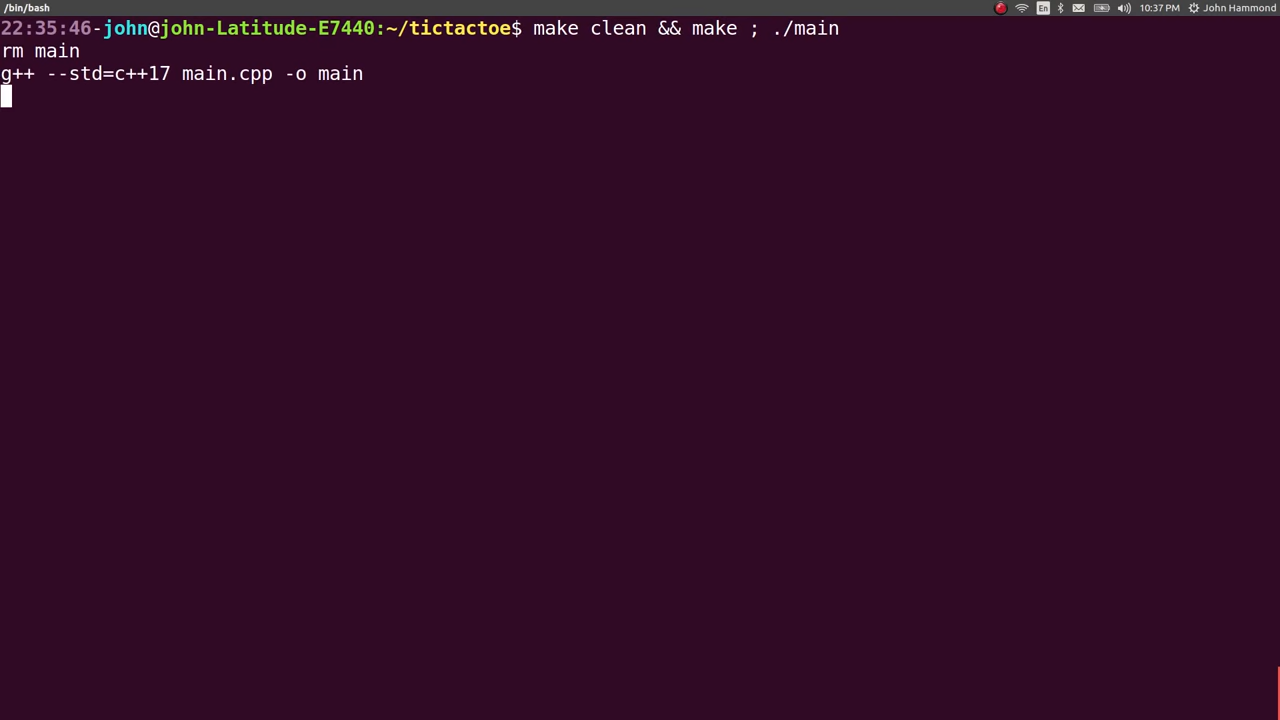 /bin/bash
En
10:37 PM
John Hammond
22:35:46-john@john-Latitude-E7440:~/tictactoe$ make clean && make ; ./main
rm main
g++ --std=c++17 main.cpp -o main